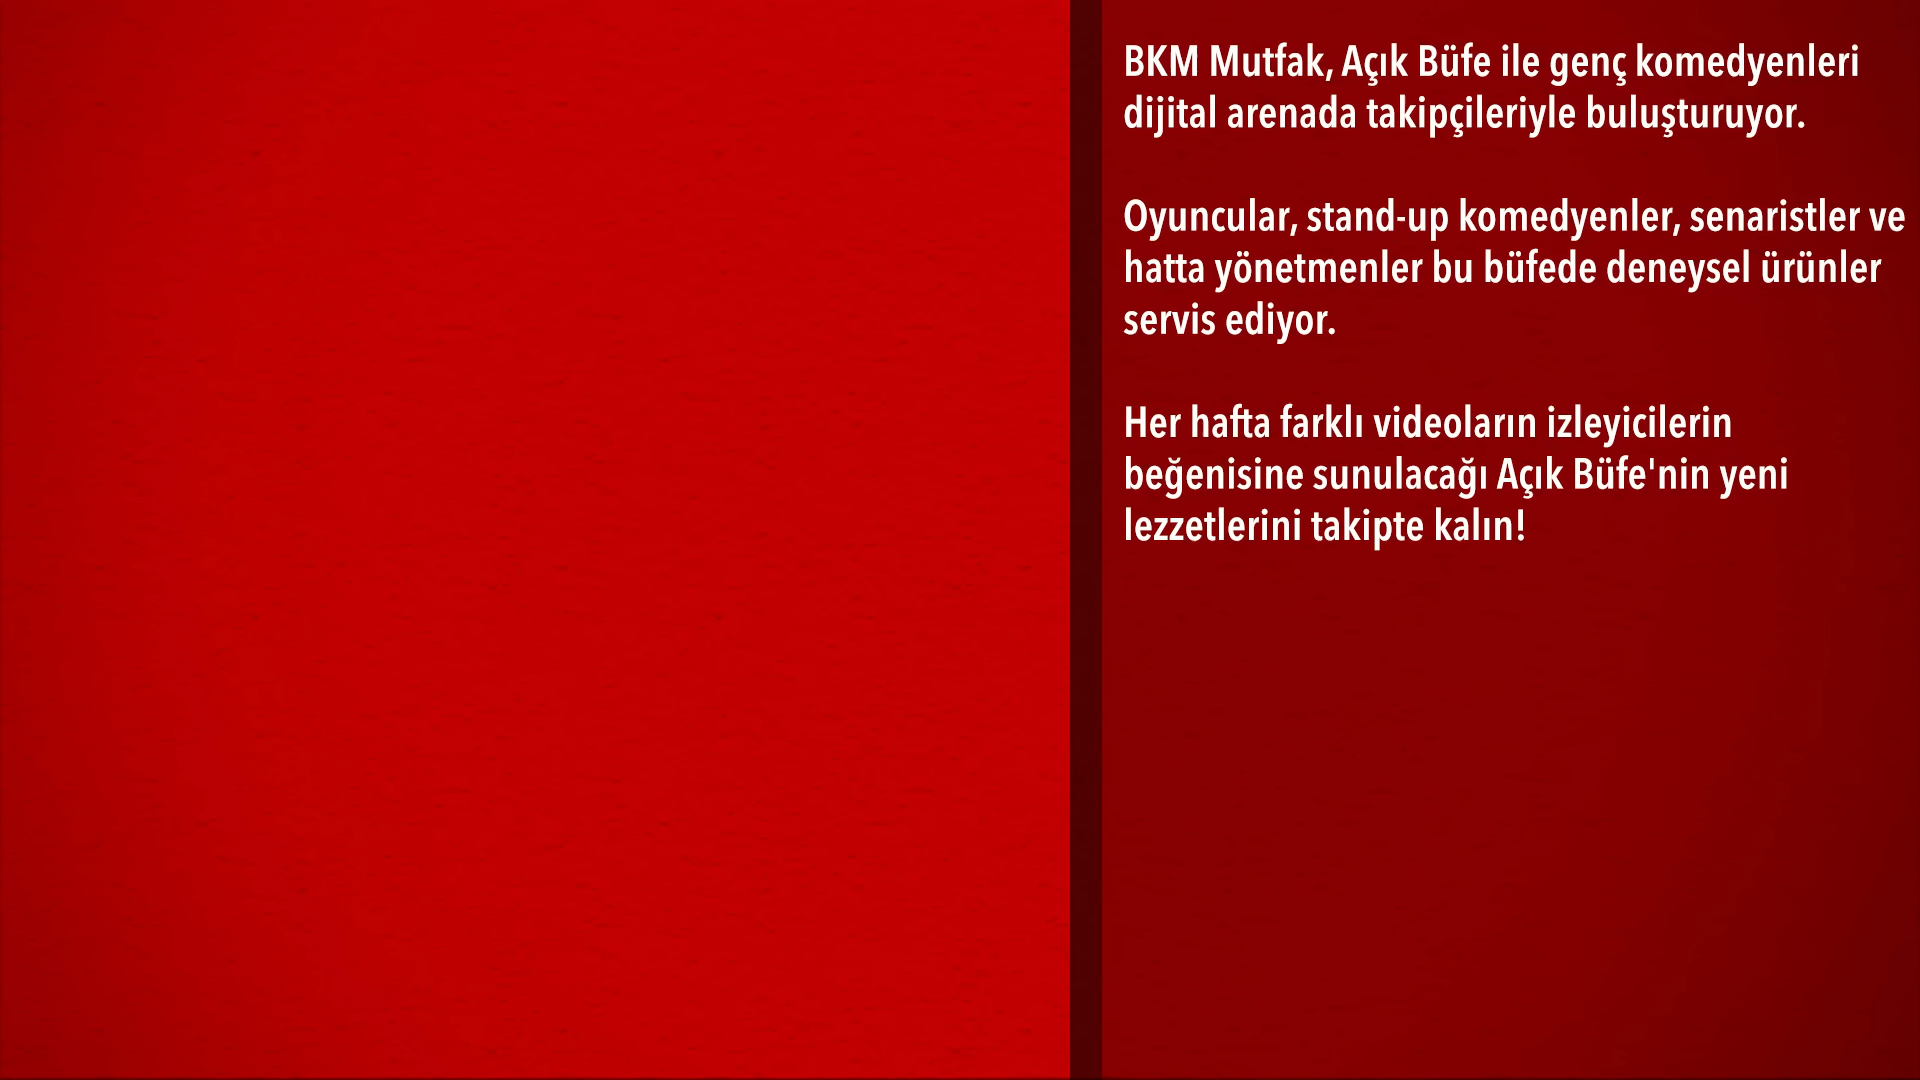 BKM Mutfak, Açık Büfe ile genç komedyenleri
dijital arenada takipçileriyle buluşturuyor.
Oyuncular, stand-up komedyenler, senaristler ve
hatta yönetmenler bu büfede deneysel ürünler
servis ediyor.
Her hafta farklı videoların izleyicilerin
beğenisine sunulacağı Açık Büfe'nin yeni
lezzetlerini takipte kalın!